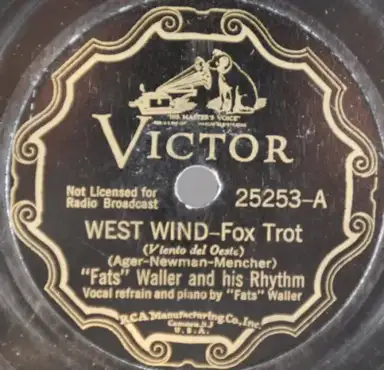 "HIS MASTER'S VOICE"
VICTOR
Not Licensed for
Radio Broadcast
25253-A
WEST WIND-Fox Trot
(Viento del Oeste)
(Ager-Newman-Mencher)
"Fats" Waller and his Rhythm
Vocal refrain and piano by "Fats" Waller
RCA Manufacturing Co., Inc.
Camden, N.J.
U.S.A.